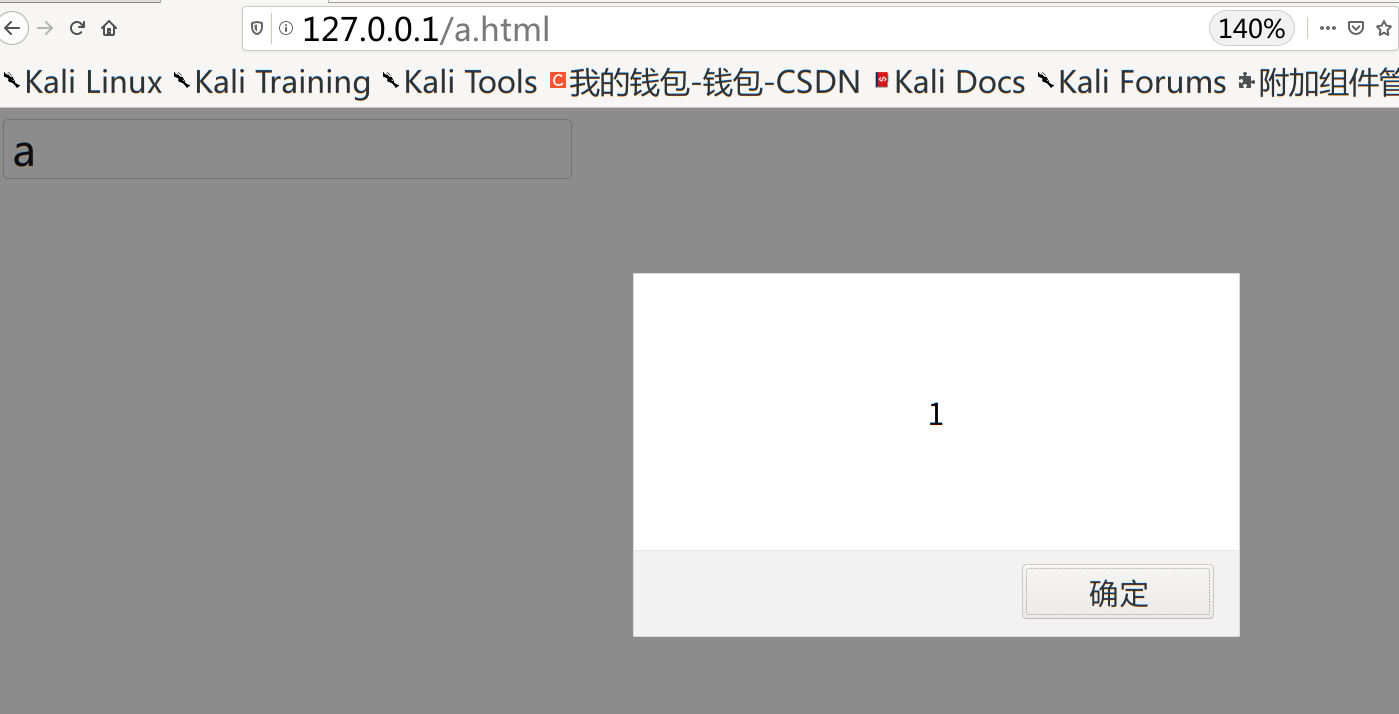 127.0.0.1/a.html 140%
Kali Linux Kali Training Kali Tools 我的钱包-钱包-CSDN Kali Docs Kali Forums 附加组件管
a
1
确定